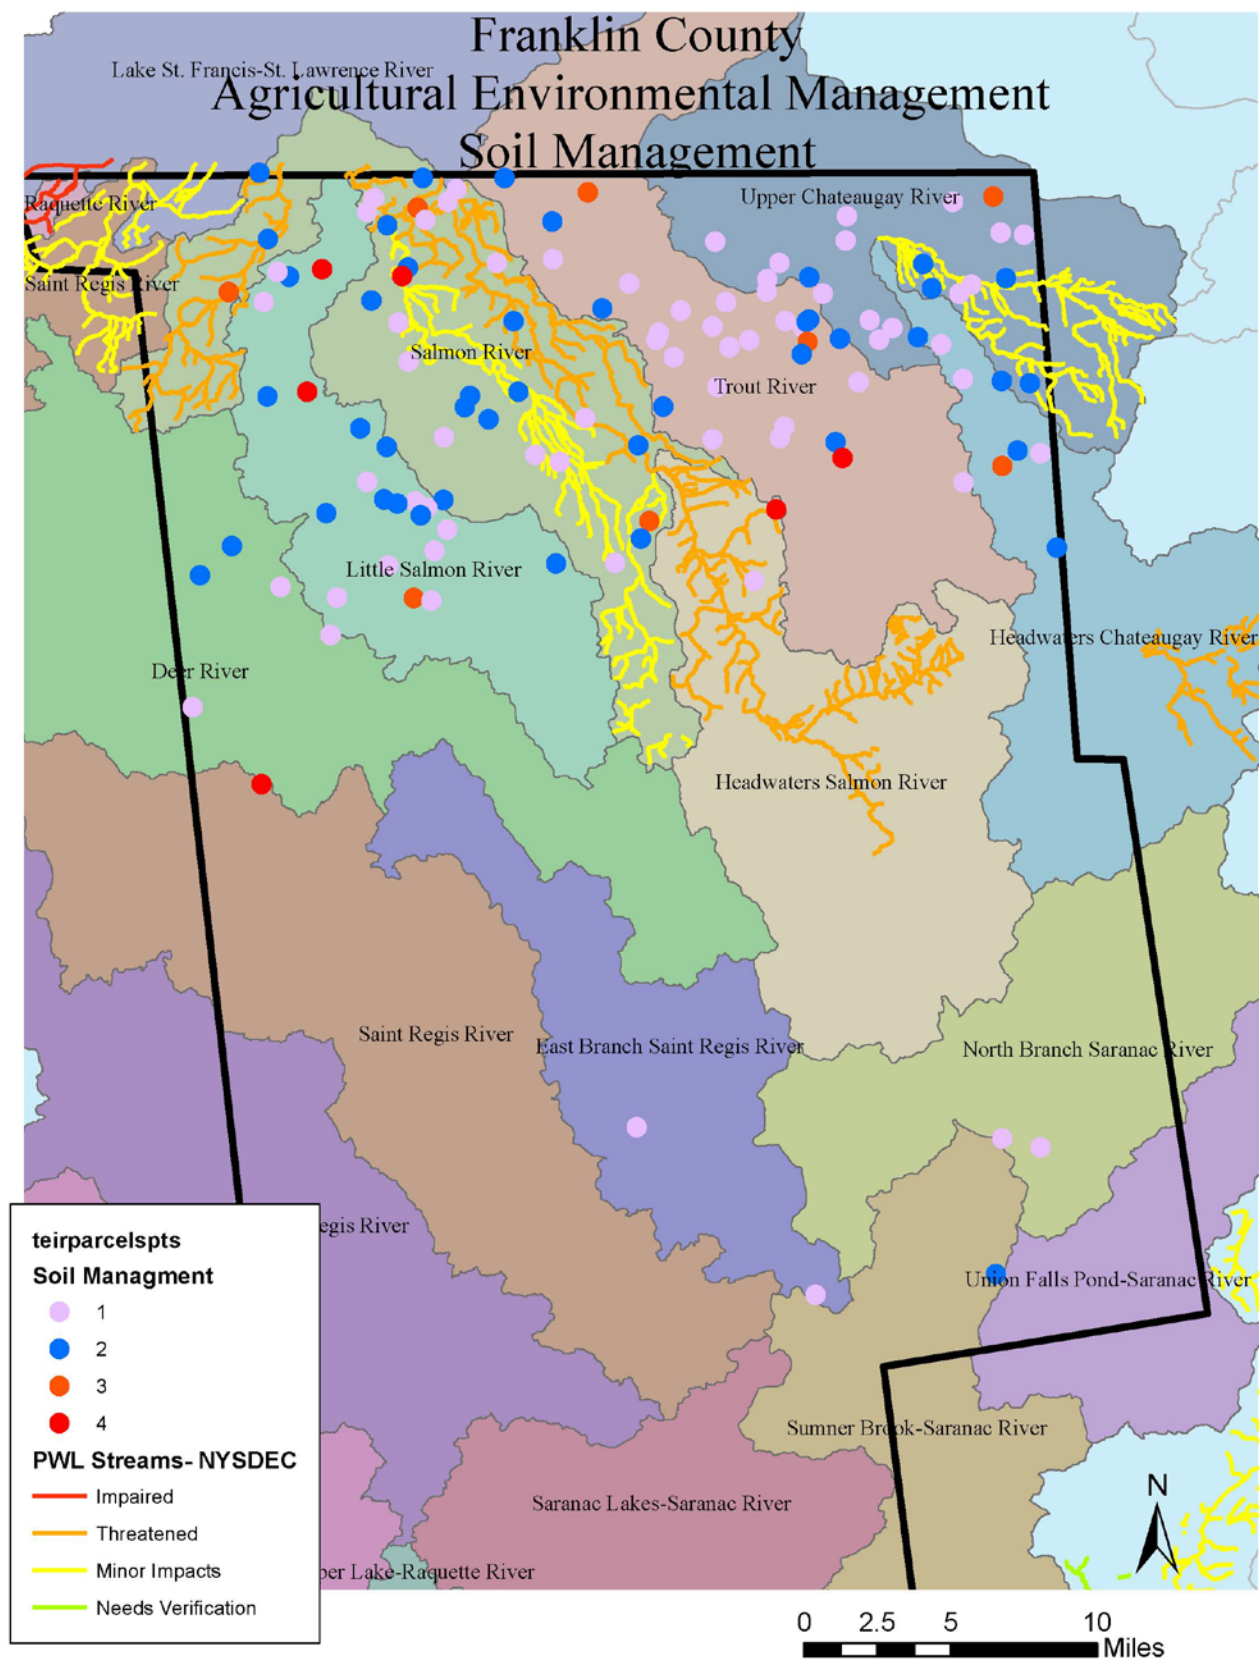 Franklin County
Lake St. Francis-St. Lawrence River
Agricultural Environmental Management
Soil Management
Raquette River
Upper Chateaugay River
Saint Regis River
Salmon River
Trout River
Little Salmon River
Headwaters Chateaugay River
Deer River
Headwaters Salmon River
Saint Regis River
East Branch Saint Regis River
North Branch Saranac River
egis River
Union Falls Pond-Saranac River
Sumner Brook-Saranac River
Saranac Lakes-Saranac River
per Lake-Raquette River
teirparcelspts
Soil Managment
1
2
3
4
PWL Streams- NYSDEC
Impaired
Threatened
Minor Impacts
Needs Verification
N
0 2.5 5 10
Miles